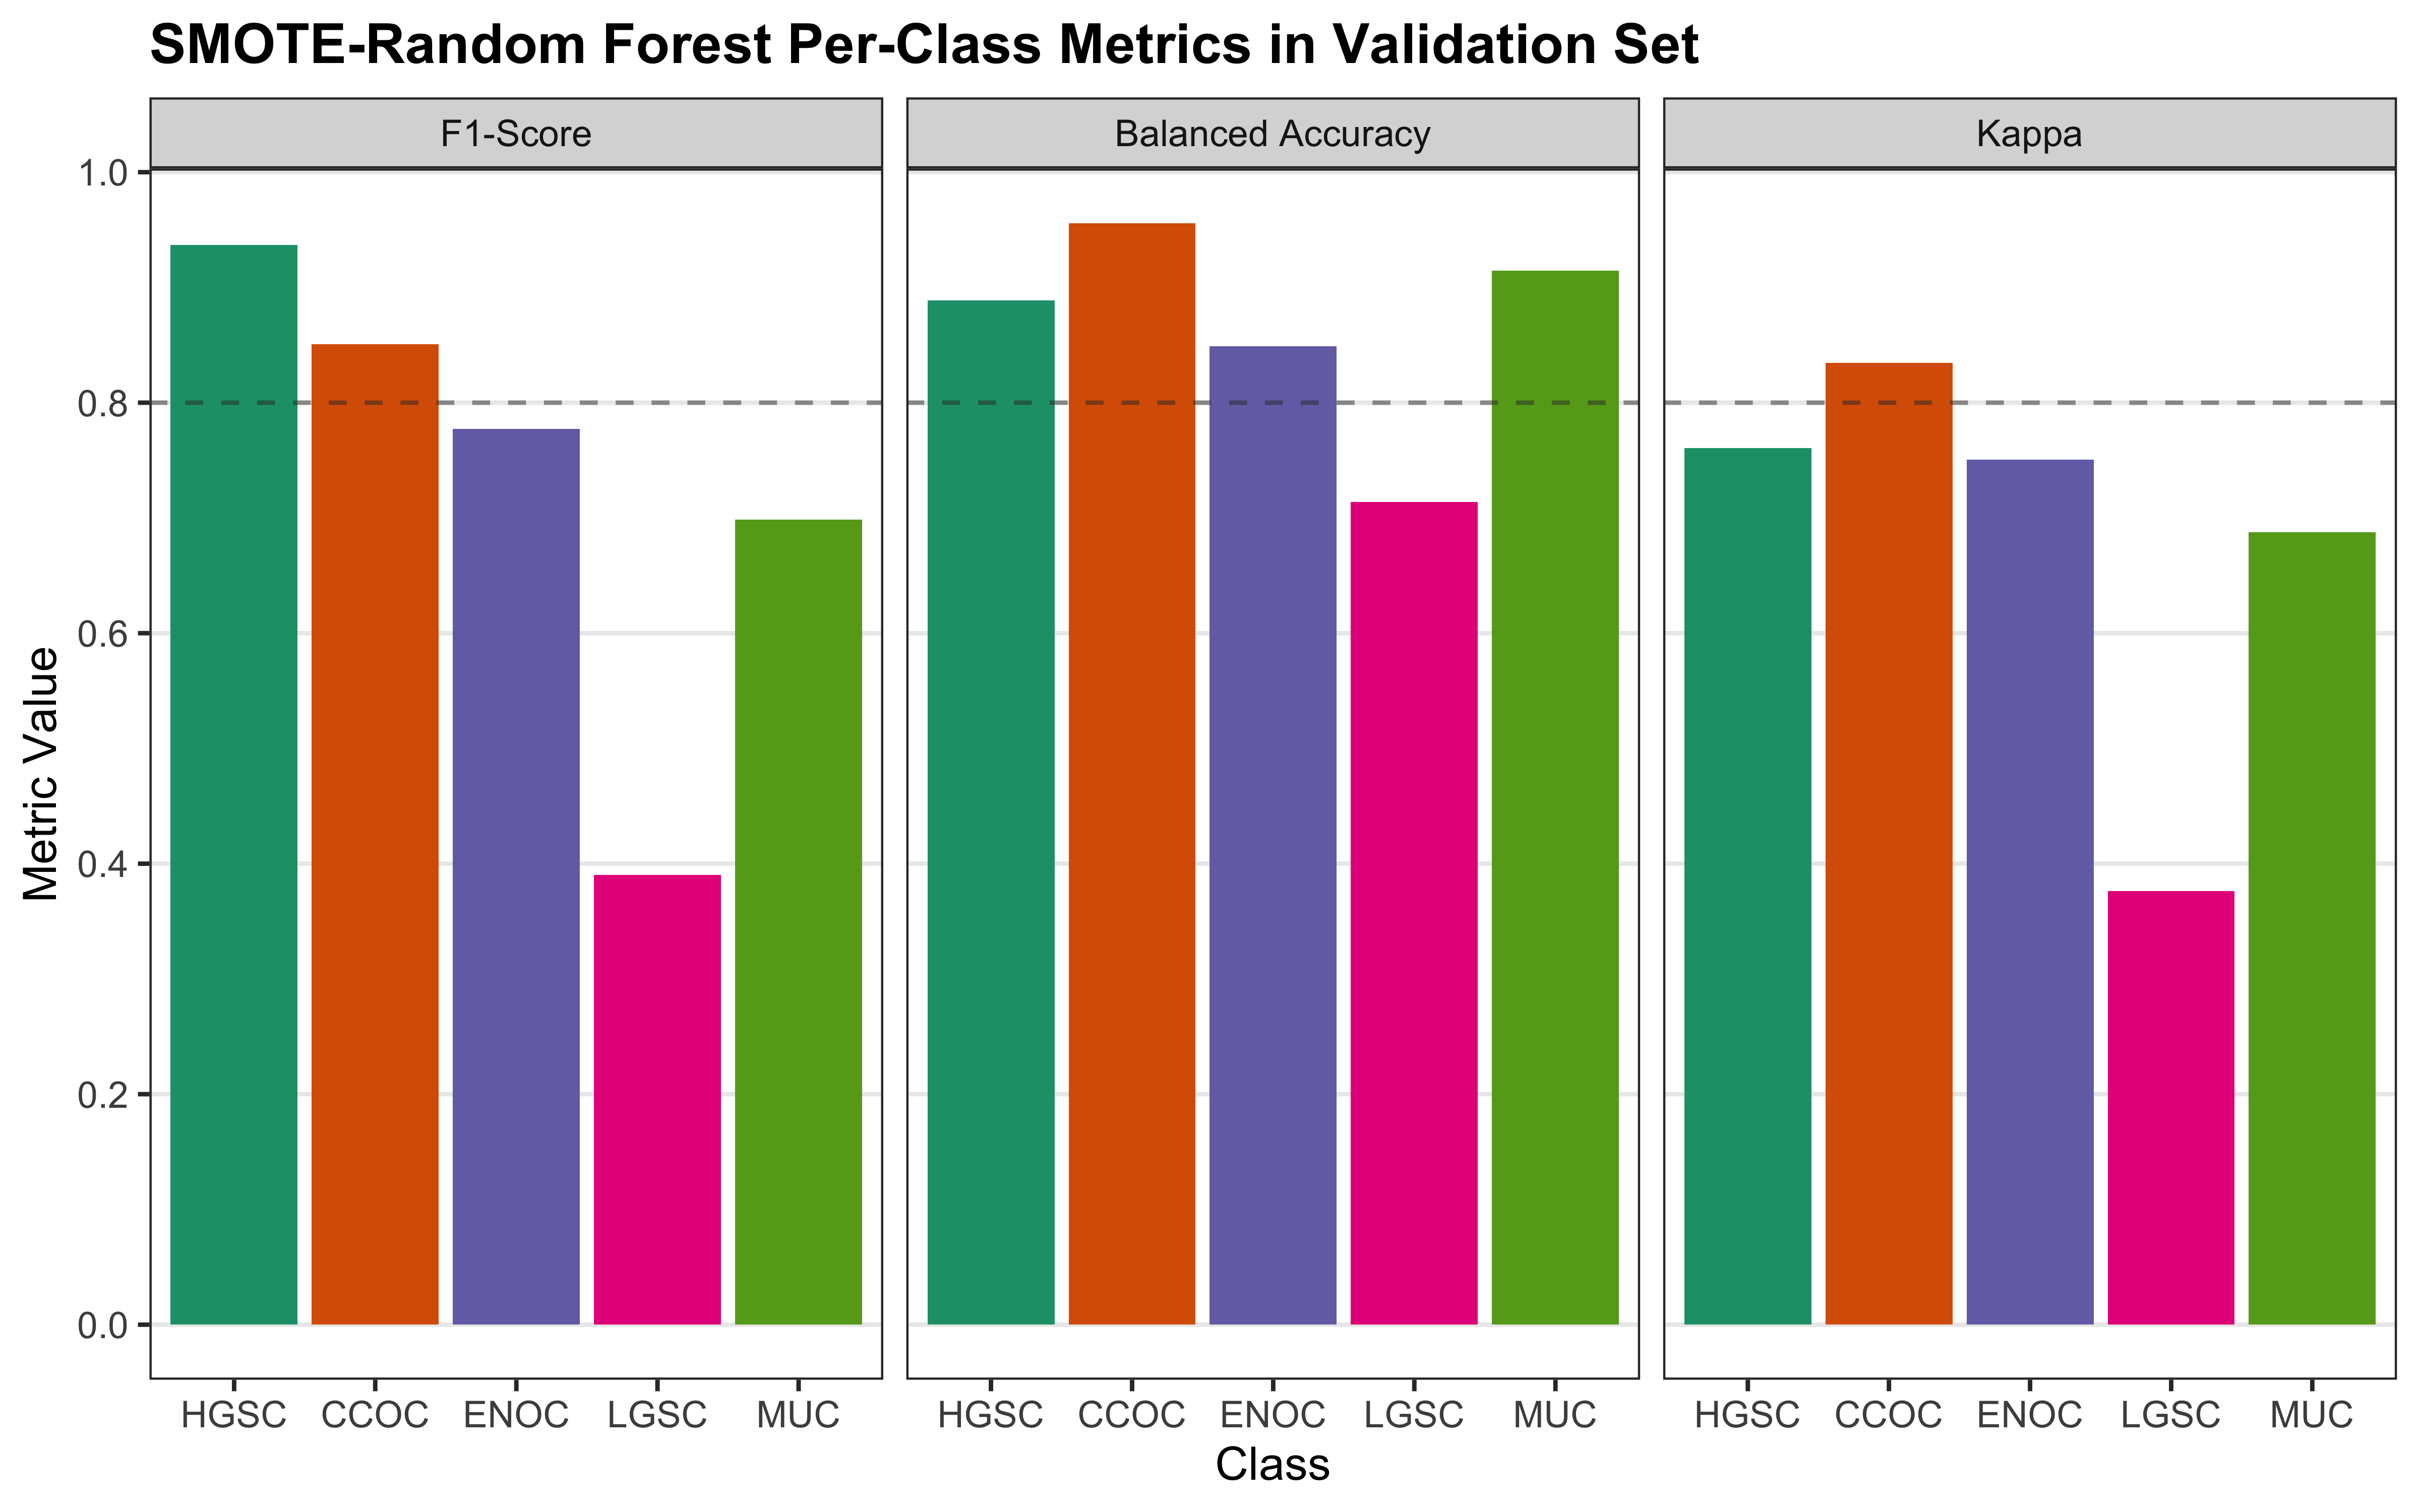 SMOTE-Random Forest Per-Class Metrics in Validation Set
F1-Score
Balanced Accuracy
Kappa
Metric Value
1.0
0.8
0.6
0.4
0.2
0.0
HGSC CCOC ENOC LGSC MUC
HGSC CCOC ENOC LGSC MUC
HGSC CCOC ENOC LGSC MUC
Class